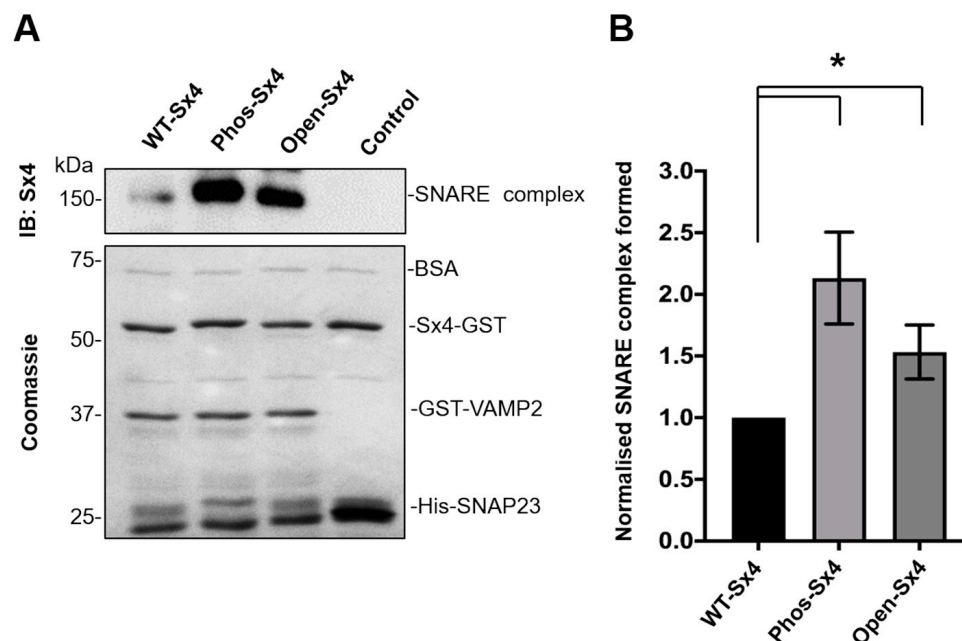 A
WT-Sx4
Phos-Sx4
Open-Sx4
Control
kDa
IB: Sx4
150-
-SNARE complex
75-
-BSA
-Sx4-GST
50-
Coomassie
37-
-GST-VAMP2
25-
-His-SNAP23
B
*
Normalised SNARE complex formed
3.0
2.5
2.0
1.5
1.0
0.5
0.0
WT-Sx4
Phos-Sx4
Open-Sx4